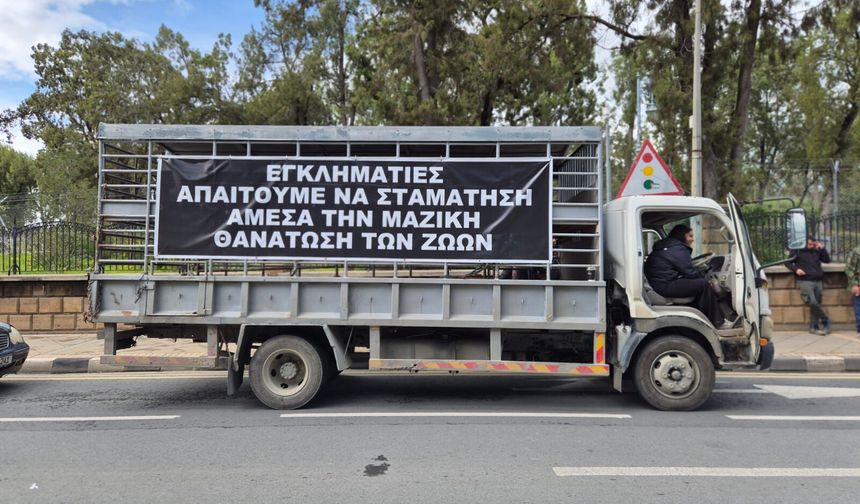 ΕΓΚΛΗΜΑΤΙΕΣ
ΑΠΑΙΤΟΥΜΕ ΝΑ ΣΤΑΜΑΤΗΣΗ
ΑΜΕΣΑ ΤΗΝ ΜΑΖΙΚΗ
ΘΑΝΑΤΩΣΗ ΤΩΝ ΖΩΩΝ